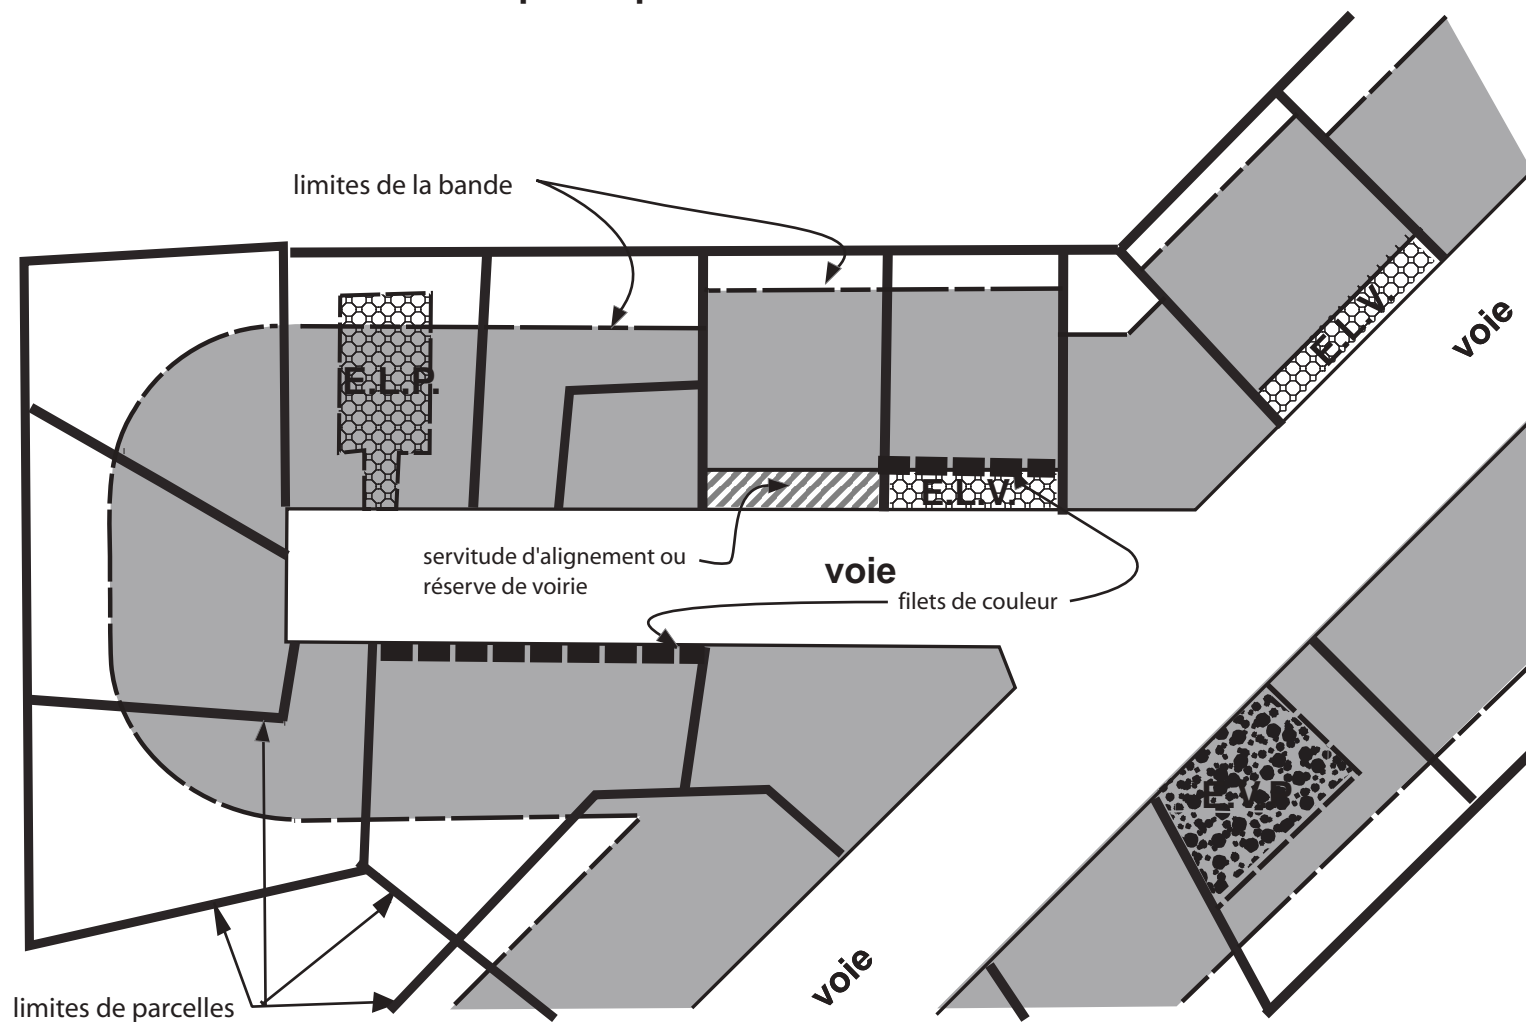 limites de la bande
E.L.P.
E.L.V.
voie
E.L.V.
servitude d'alignement ou
réserve de voirie
voie
filets de couleur
E.V.P.
voie
limites de parcelles